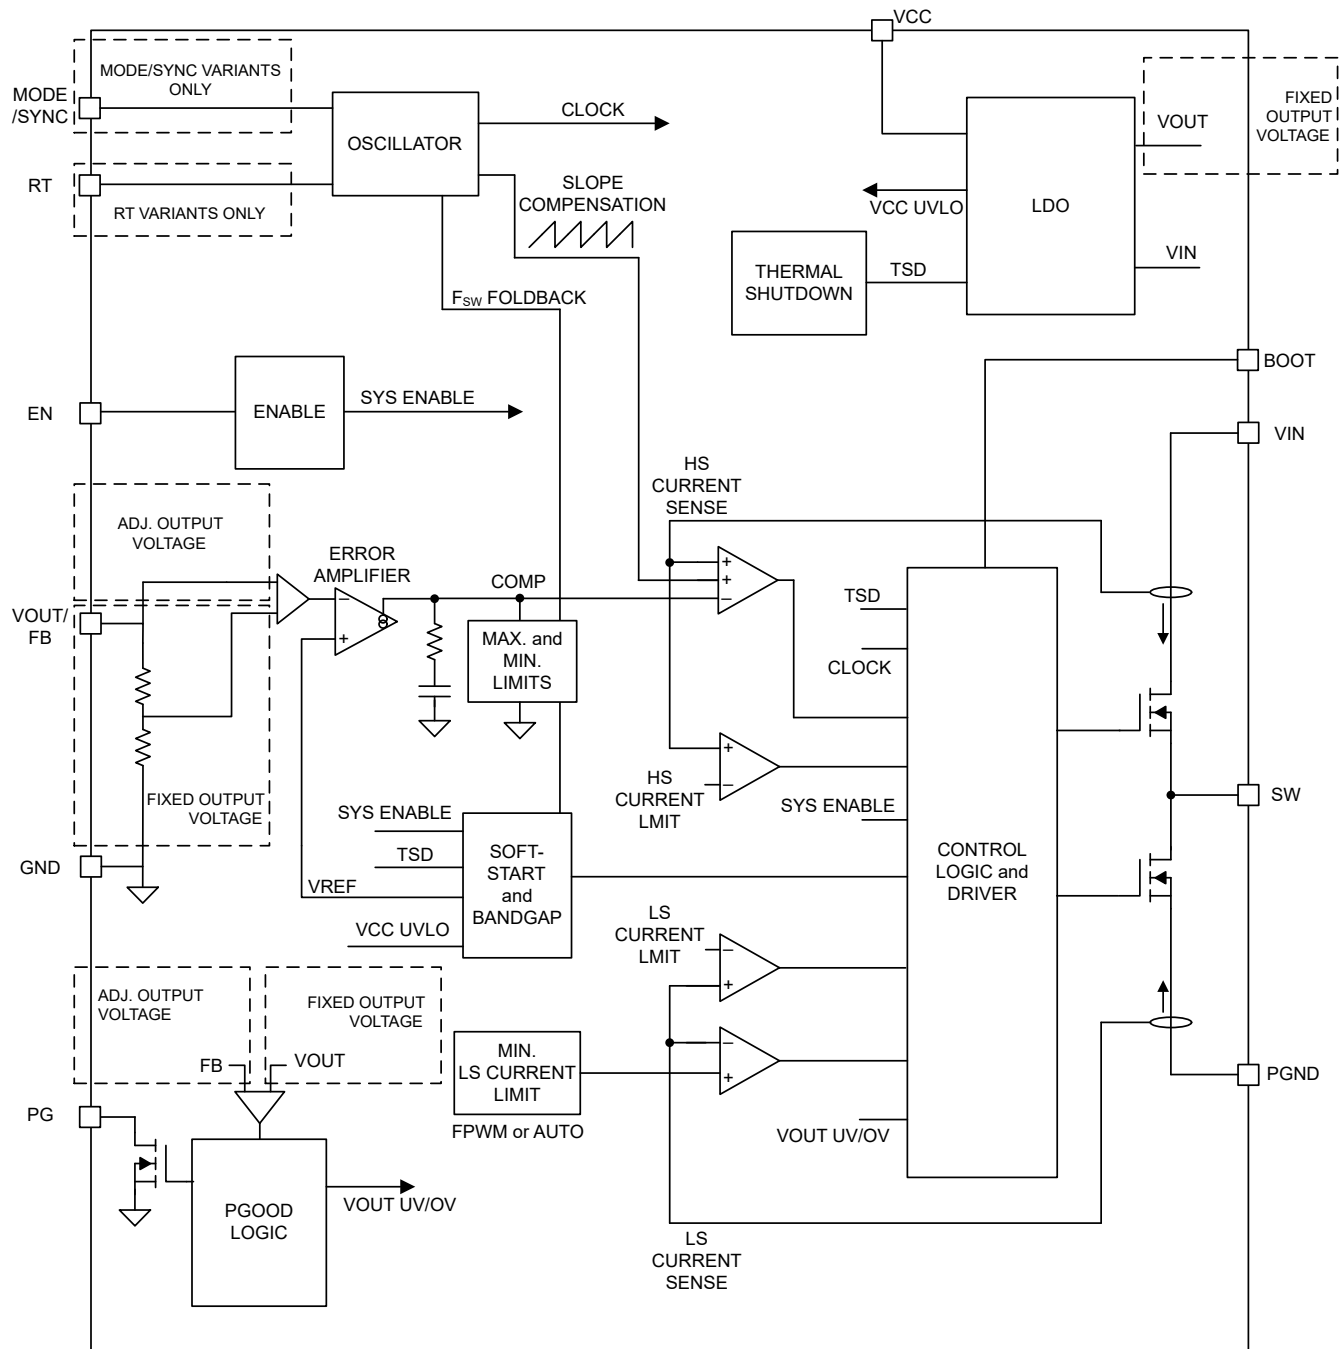 VCC
MODE/SYNC VARIANTS
ONLY
MODE
/SYNC
OSCILLATOR
CLOCK
FIXED
OUTPUT
VOLTAGE
VOUT
RT
RT VARIANTS ONLY
SLOPE
COMPENSATION
VCC UVLO
LDO
VIN
THERMAL
SHUTDOWN
TSD
FSW FOLDBACK
BOOT
EN
ENABLE
SYS ENABLE
VIN
HS
CURRENT
SENSE
ADJ. OUTPUT
VOLTAGE
ERROR
AMPLIFIER
COMP
+
+
−
−
+
VOUT/
FB
MAX. and
MIN.
LIMITS
TSD
CLOCK
+
−
HS
CURRENT
LMIT
FIXED OUTPUT
VOLTAGE
SYS ENABLE
SW
SYS ENABLE
TSD
VREF
VCC UVLO
SOFT-
START
and
BANDGAP
CONTROL
LOGIC and
DRIVER
GND
LS
CURRENT
LMIT
−
+
ADJ. OUTPUT
VOLTAGE
FIXED OUTPUT
VOLTAGE
FB
VOUT
MIN.
LS CURRENT
LIMIT
−
+
FPWM or AUTO
PGND
PG
VOUT UV/OV
PGOOD
LOGIC
VOUT UV/OV
LS
CURRENT
SENSE